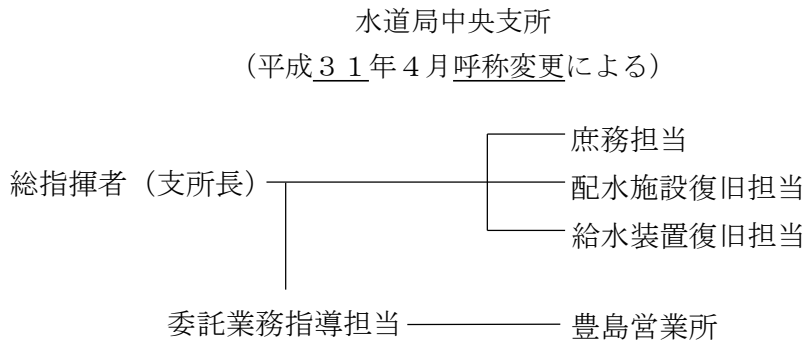 水道局中央支所
（平成３１年４月呼称変更による）
庶務担当
総指揮者（支所長）
配水施設復旧担当
給水装置復旧担当
委託業務指導担当
豊島営業所